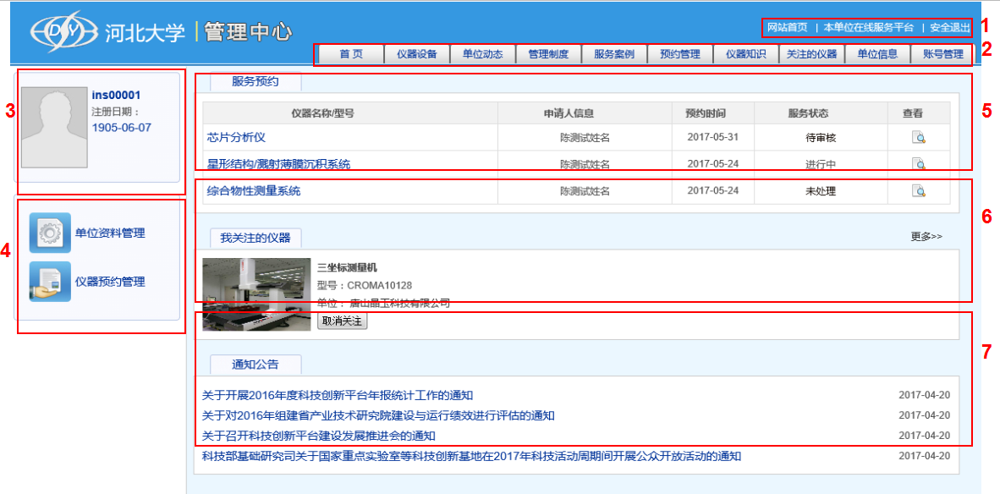 DY 河北大学 管理中心
网站首页 | 本单位在线服务平台 | 安全退出 1
首 页 仪器设备 单位动态 管理制度 服务案例 预约管理 仪器知识 关注的仪器 单位信息 账号管理 2
3
ins00001
注册日期：
1905-06-07
4
单位资料管理
仪器预约管理
服务预约
5
仪器名称/型号 申请人信息 预约时间 服务状态 查看
芯片分析仪 陈测试姓名 2017-05-31 待审核
星形结构/溅射薄膜沉积系统 陈测试姓名 2017-05-24 进行中
综合物性测量系统 陈测试姓名 2017-05-24 未处理
6
我关注的仪器 更多>>
三坐标测量机
型号：CROMA10128
单位： 唐山晶玉科技有限公司
取消关注
7
通知公告
关于开展2016年度科技创新平台年报统计工作的通知 2017-04-20
关于对2016年组建省产业技术研究院建设与运行绩效进行评估的通知 2017-04-20
关于召开科技创新平台建设发展推进会的通知 2017-04-20
科技部基础研究司关于国家重点实验室等科技创新基地在2017年科技活动周期间开展公众开放活动的通知 2017-04-20